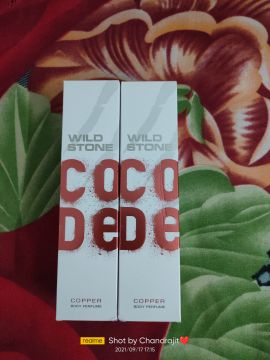 WILD
STONE
CODE
COPPER
BODY PERFUME
WILD
STONE
CODE
COPPER
BODY PERFUME
realme
Shot by Chandrajit❤️
2021/09/17 17:15